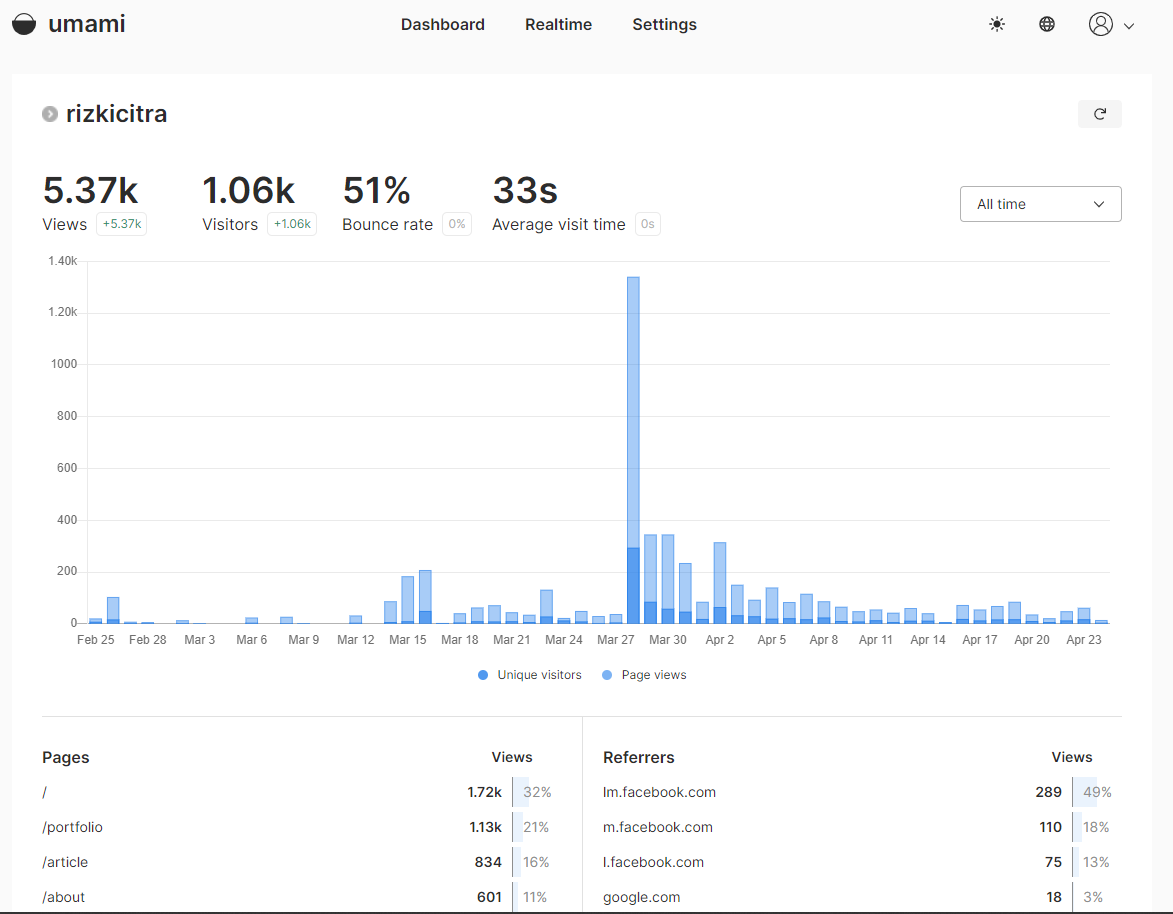 umami
Dashboard Realtime Settings
rizkicitra
5.37k 1.06k 51% 33s
Views +5.37k Visitors +1.06k Bounce rate 0% Average visit time 0s
All time
1.40k
1.20k
1000
800
600
400
200
0
Feb 25 Feb 28 Mar 3 Mar 6 Mar 9 Mar 12 Mar 15 Mar 18 Mar 21 Mar 24 Mar 27 Mar 30 Apr 2 Apr 5 Apr 8 Apr 11 Apr 14 Apr 17 Apr 20 Apr 23
Unique visitors Page views
Pages Views
/ 1.72k 32%
/portfolio 1.13k 21%
/article 834 16%
/about 601 11%
Referrers Views
lm.facebook.com 289 49%
m.facebook.com 110 18%
l.facebook.com 75 13%
google.com 18 3%